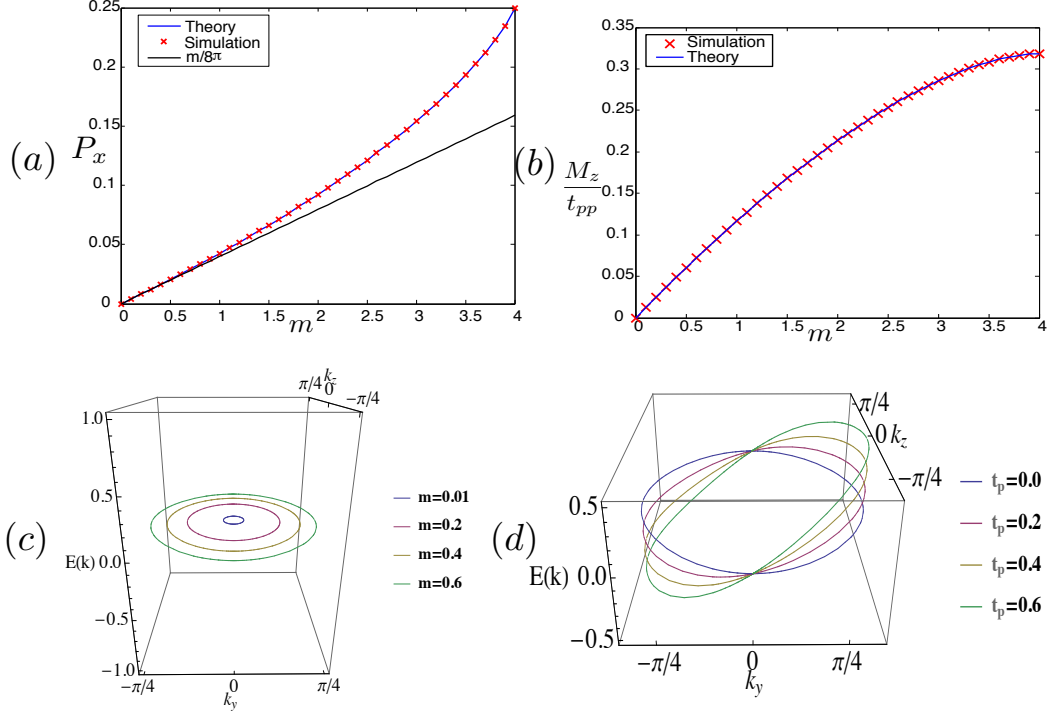 (a)
P_x
0.25
0.2
0.15
0.1
0.05
0
Theory
Simulation
m/8π
0 0.5 1 1.5 2 2.5 3 3.5 4
m
(b)
M_z
t_{pp}
0.35
0.3
0.25
0.2
0.15
0.1
0.05
0
Simulation
Theory
0 0.5 1 1.5 2 2.5 3 3.5 4
m
(c)
π/4 k_z 0 −π/4
1.0
0.5
E(k) 0.0
−0.5
−1.0
−π/4 0 π/4
k_y
m=0.01
m=0.2
m=0.4
m=0.6
(d)
π/4
0 k_z
−π/4
0.5
E(k) 0.0
−0.5
−π/4 0 π/4
k_y
t_p=0.0
t_p=0.2
t_p=0.4
t_p=0.6